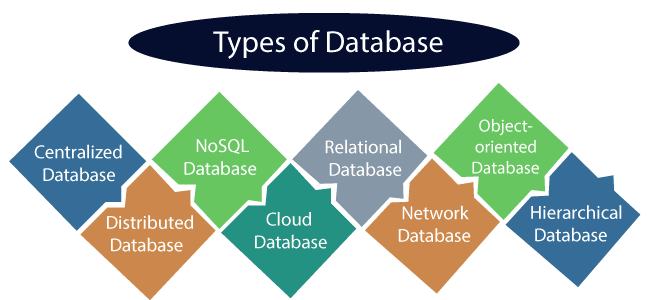 Types of Database
Centralized
Database
Distributed
Database
NoSQL
Database
Cloud
Database
Relational
Database
Network
Database
Object-
oriented
Database
Hierarchical
Database